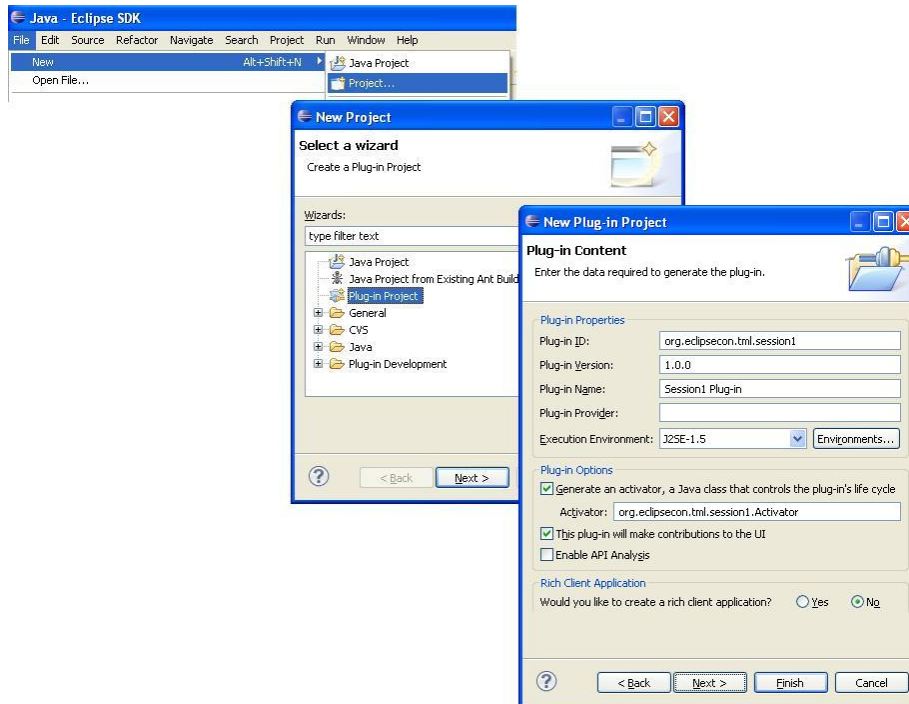 Java - Eclipse SDK
File Edit Source Refactor Navigate Search Project Run Window Help
New Alt+Shift+N
Java Project
Open File...
Project...
New Project
Select a wizard
Create a Plug-in Project
Wizards:
type filter text
Java Project
Java Project from Existing Ant Build
Plug-in Project
General
CVS
Java
Plug-in Development
? < Back Next >
New Plug-in Project
Plug-in Content
Enter the data required to generate the plug-in.
Plug-in Properties
Plug-in ID: org.eclipsecon.tml.session1
Plug-in Version: 1.0.0
Plug-in Name: Session1 Plug-in
Plug-in Provider:
Execution Environment: J2SE-1.5 Environments...
Plug-in Options
Generate an activator, a Java class that controls the plug-in's life cycle
Activator: org.eclipsecon.tml.session1.Activator
This plug-in will make contributions to the UI
Enable API Analysis
Rich Client Application
Would you like to create a rich client application? Yes No
? < Back Next > Finish Cancel